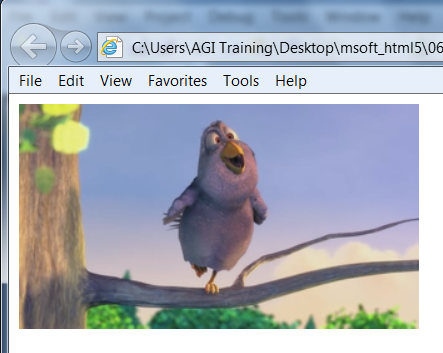 C:\Users\AGI Training\Desktop\msoft_html5\06
File Edit View Favorites Tools Help